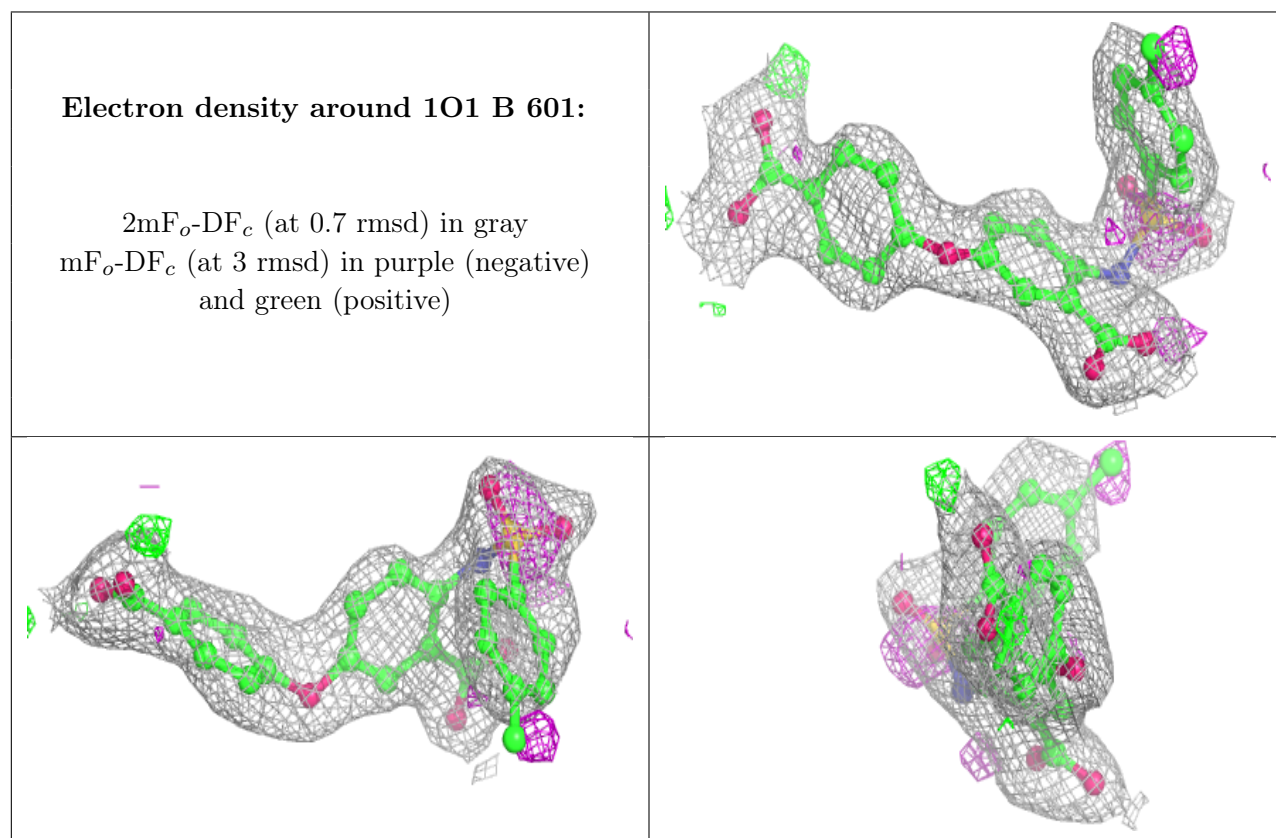 Electron density around 1O1 B 601:
2mFo-DFc (at 0.7 rmsd) in gray
mFo-DFc (at 3 rmsd) in purple (negative)
and green (positive)